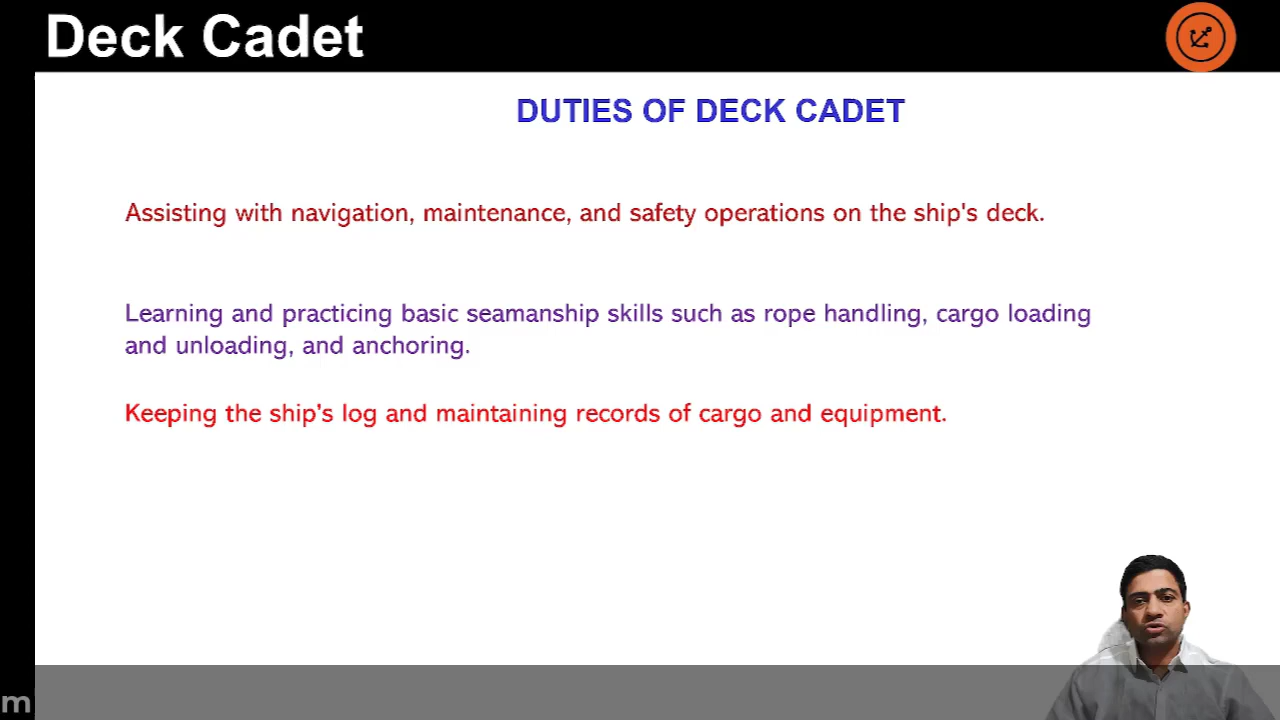 Deck Cadet
DUTIES OF DECK CADET
Assisting with navigation, maintenance, and safety operations on the ship's deck.
Learning and practicing basic seamanship skills such as rope handling, cargo loading
and unloading, and anchoring.
Keeping the ship’s log and maintaining records of cargo and equipment.
m